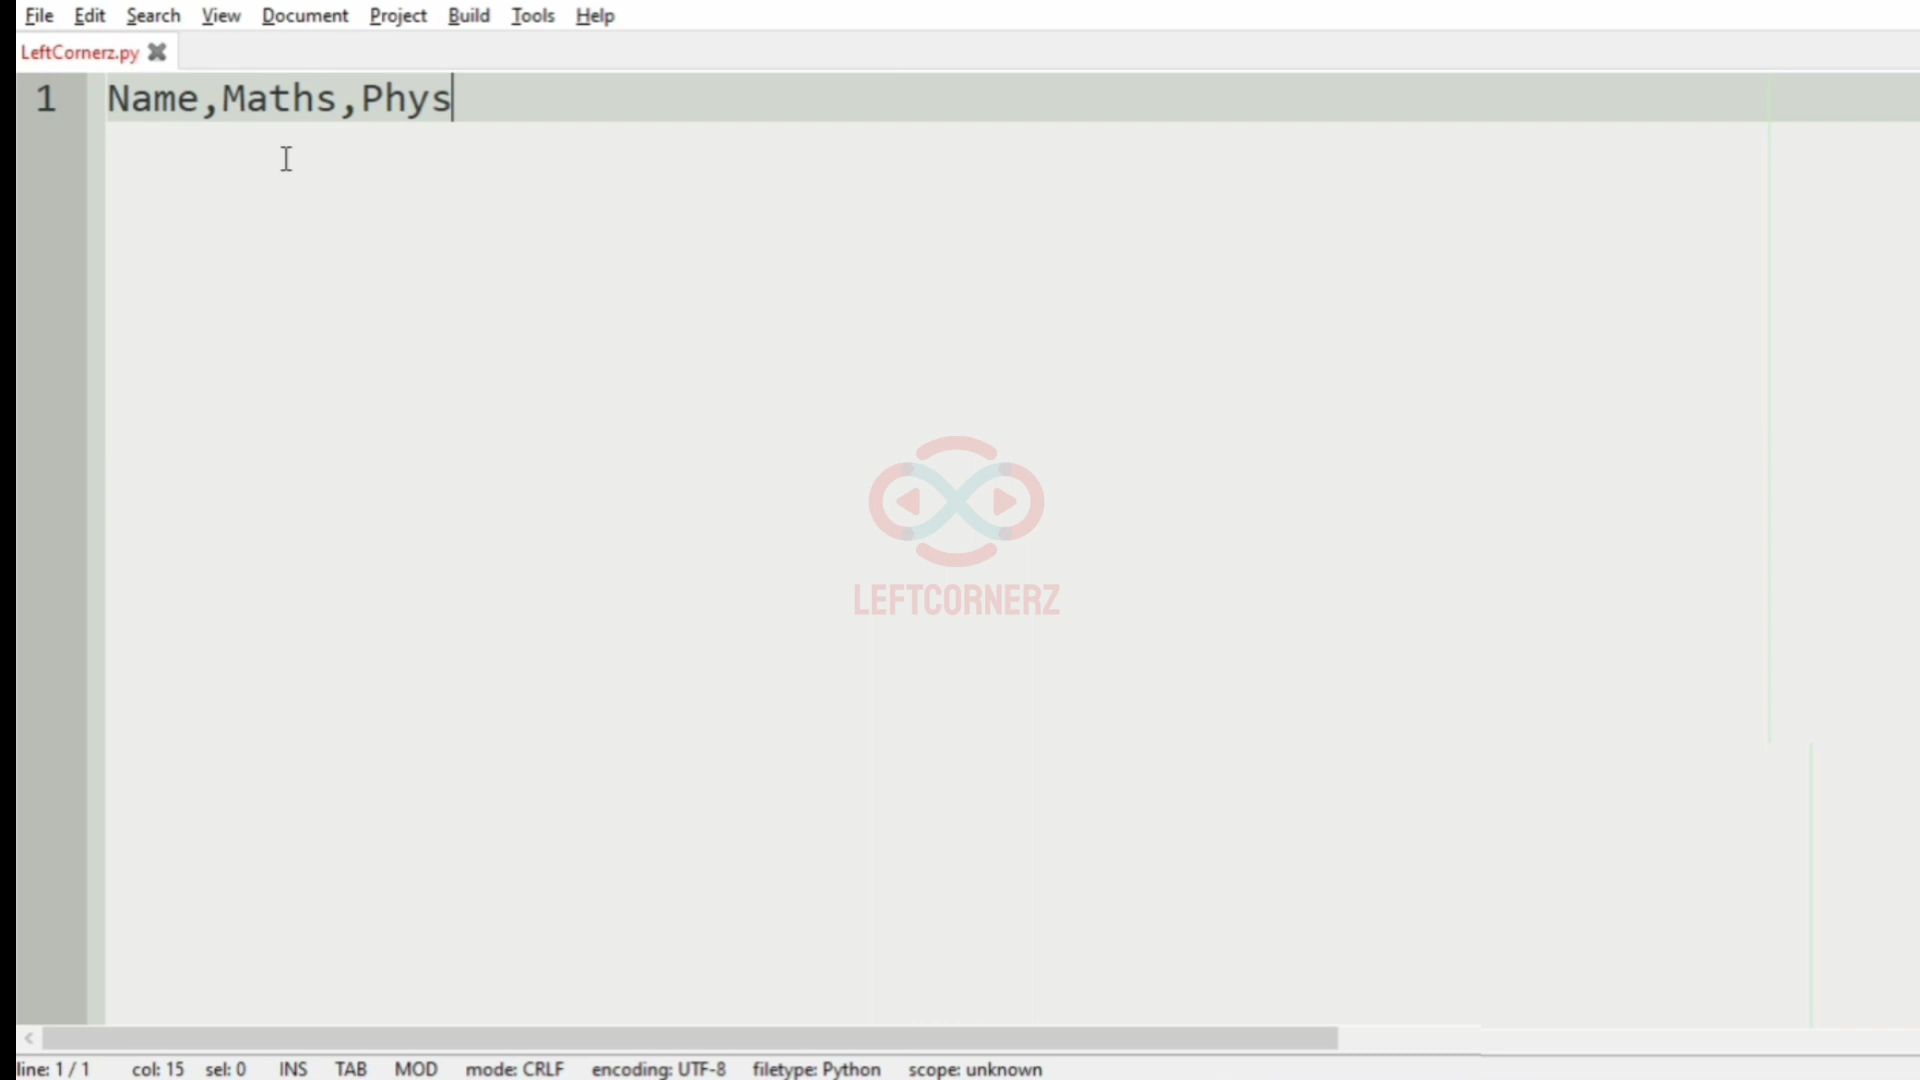 File Edit Search View Document Project Build Tools Help
LeftCornerz.py
1 Name,Maths,Phys
LEFTCORNERZ
line: 1 / 1 col: 15 sel: 0 INS TAB MOD mode: CRLF encoding: UTF-8 filetype: Python scope: unknown